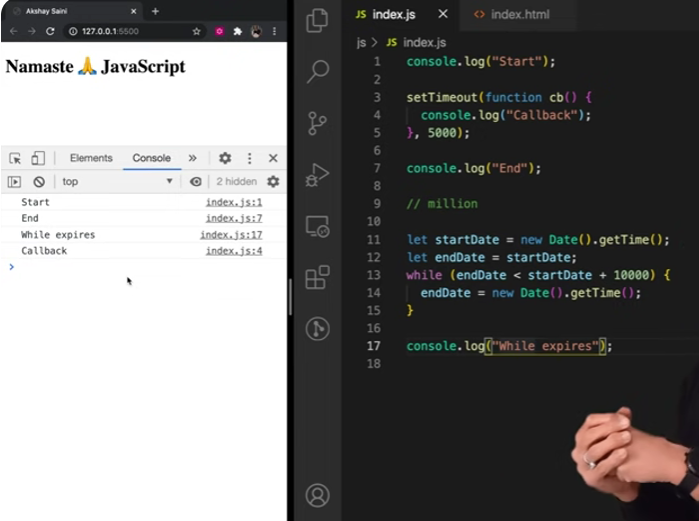 Akshay Saini
127.0.0.1:5500
Namaste 🙏 JavaScript
Elements Console »
top 2 hidden
Start index.js:1
End index.js:7
While expires index.js:17
Callback index.js:4
>
JS index.js × <> index.html
js > JS index.js
1 console.log("Start");
2
3 setTimeout(function cb() {
4 console.log("Callback");
5 }, 5000);
6
7 console.log("End");
8
9 // million
10
11 let startDate = new Date().getTime();
12 let endDate = startDate;
13 while (endDate < startDate + 10000) {
14 endDate = new Date().getTime();
15 }
16
17 console.log("While expires");
18